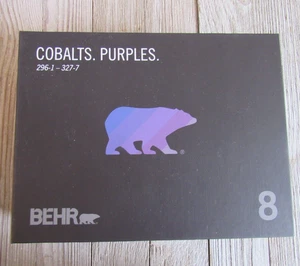 COBALTS. PURPLES.
296-1 – 327-7
BEHR
8